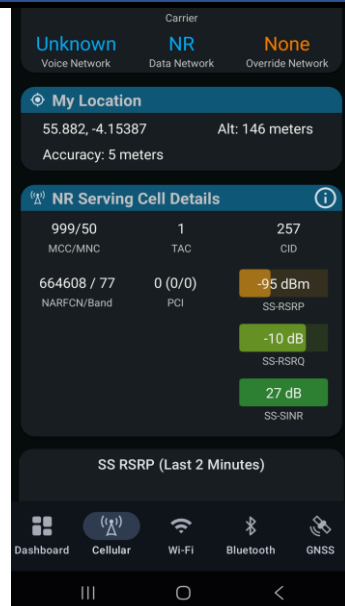 Carrier
Unknown NR None
Voice Network Data Network Override Network
My Location
55.882, -4.15387 Alt: 146 meters
Accuracy: 5 meters
NR Serving Cell Details
999/50 1 257
MCC/MNC TAC CID
664608 / 77 0 (0/0) -95 dBm
NARFCN/Band PCI SS-RSRP
-10 dB
SS-RSRQ
27 dB
SS-SINR
SS RSRP (Last 2 Minutes)
Dashboard Cellular Wi-Fi Bluetooth GNSS